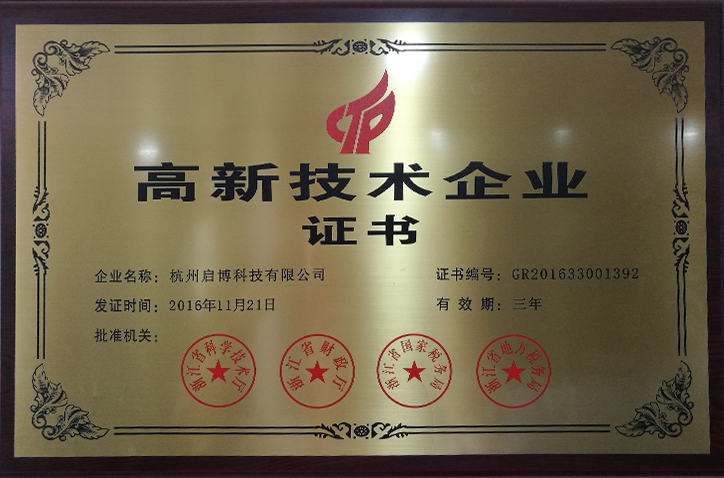 高新技术企业
证书
企业名称：杭州启博科技有限公司
证书编号：GR201633001392
发证时间：2016年11月21日
有 效 期：三年
批准机关：
浙江省科学技术厅
浙江省财政厅
浙江省国家税务局
浙江省地方税务局